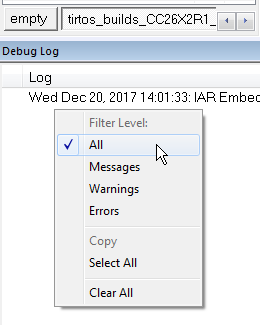 empty
tirtos_builds_CC26X2R1_
Debug Log
Log
Wed Dec 20, 2017 14:01:33: IAR Embed
Filter Level:
All
Messages
Warnings
Errors
Copy
Select All
Clear All